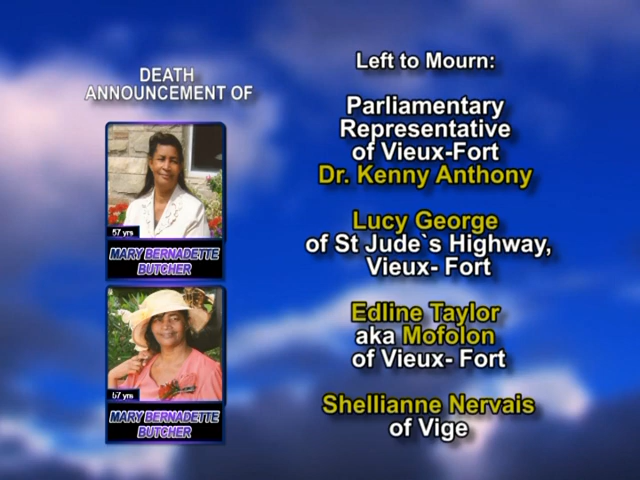 DEATH
ANNOUNCEMENT OF
57 yrs
MARY BERNADETTE
BUTCHER
57 yrs
MARY BERNADETTE
BUTCHER
Left to Mourn:
Parliamentary
Representative
of Vieux-Fort
Dr. Kenny Anthony
Lucy George
of St Jude`s Highway,
Vieux- Fort
Edline Taylor
aka Mofolon
of Vieux- Fort
Shellianne Nervais
of Vige